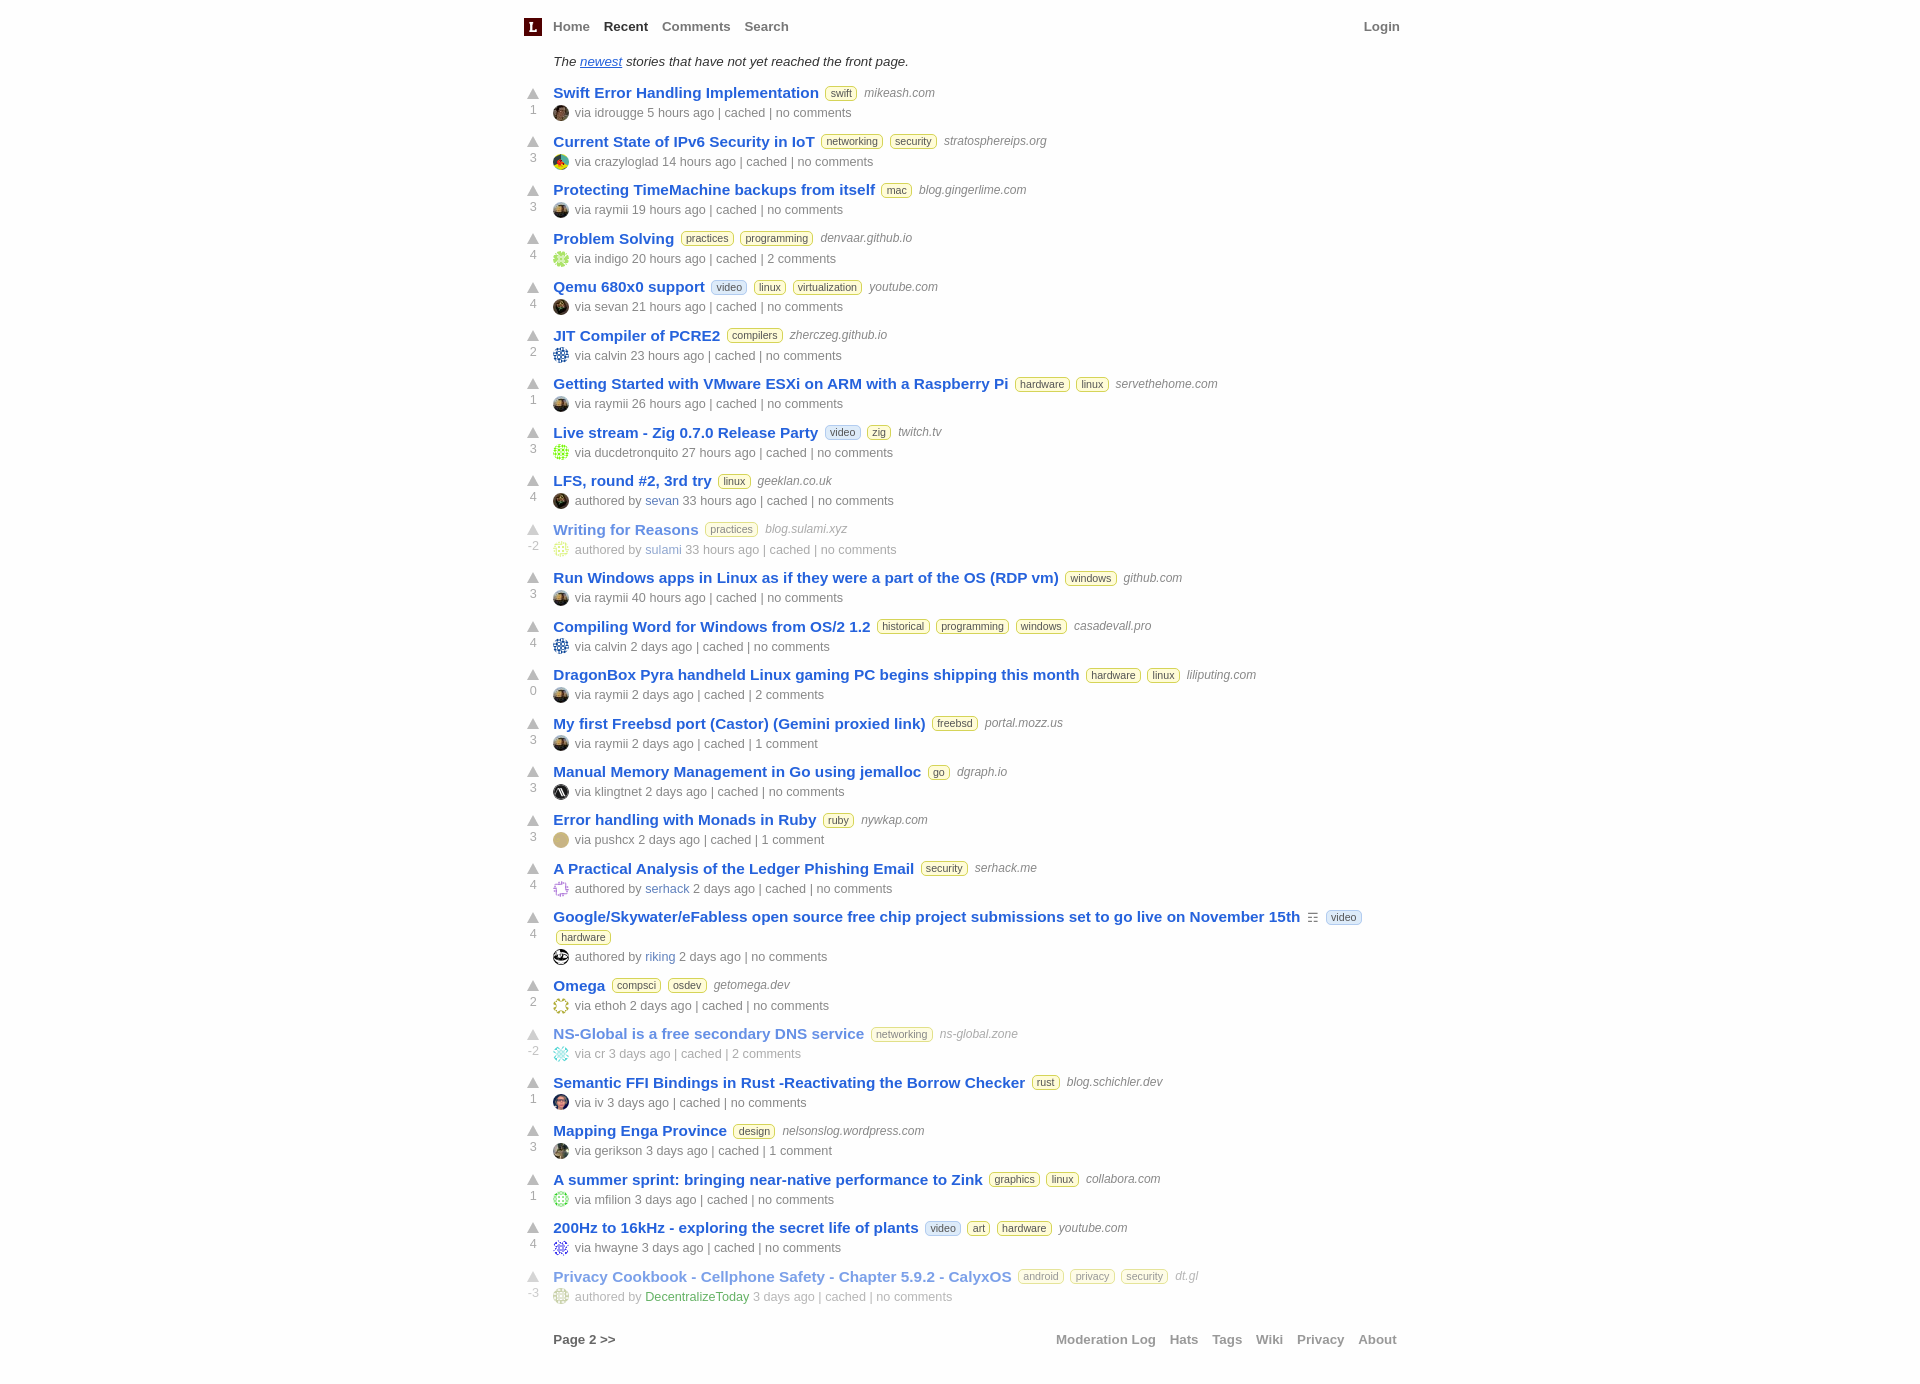 L Home Recent Comments Search Login
The newest stories that have not yet reached the front page.
Swift Error Handling Implementation swift mikeash.com
1
via idrougge 5 hours ago | cached | no comments
Current State of IPv6 Security in IoT networking security stratosphereips.org
3
via crazyloglad 14 hours ago | cached | no comments
Protecting TimeMachine backups from itself mac blog.gingerlime.com
3
via raymii 19 hours ago | cached | no comments
Problem Solving practices programming denvaar.github.io
4
via indigo 20 hours ago | cached | 2 comments
Qemu 680x0 support video linux virtualization youtube.com
4
via sevan 21 hours ago | cached | no comments
JIT Compiler of PCRE2 compilers zherczeg.github.io
2
via calvin 23 hours ago | cached | no comments
Getting Started with VMware ESXi on ARM with a Raspberry Pi hardware linux servethehome.com
1
via raymii 26 hours ago | cached | no comments
Live stream - Zig 0.7.0 Release Party video zig twitch.tv
3
via ducdetronquito 27 hours ago | cached | no comments
LFS, round #2, 3rd try linux geeklan.co.uk
4
authored by sevan 33 hours ago | cached | no comments
Writing for Reasons practices blog.sulami.xyz
-2
authored by sulami 33 hours ago | cached | no comments
Run Windows apps in Linux as if they were a part of the OS (RDP vm) windows github.com
3
via raymii 40 hours ago | cached | no comments
Compiling Word for Windows from OS/2 1.2 historical programming windows casadevall.pro
4
via calvin 2 days ago | cached | no comments
DragonBox Pyra handheld Linux gaming PC begins shipping this month hardware linux liliputing.com
0
via raymii 2 days ago | cached | 2 comments
My first Freebsd port (Castor) (Gemini proxied link) freebsd portal.mozz.us
3
via raymii 2 days ago | cached | 1 comment
Manual Memory Management in Go using jemalloc go dgraph.io
3
via klingtnet 2 days ago | cached | no comments
Error handling with Monads in Ruby ruby nywkap.com
3
via pushcx 2 days ago | cached | 1 comment
A Practical Analysis of the Ledger Phishing Email security serhack.me
4
authored by serhack 2 days ago | cached | no comments
Google/Skywater/eFabless open source free chip project submissions set to go live on November 15th ☶ video
4
hardware
authored by riking 2 days ago | no comments
Omega compsci osdev getomega.dev
2
via ethoh 2 days ago | cached | no comments
NS-Global is a free secondary DNS service networking ns-global.zone
-2
via cr 3 days ago | cached | 2 comments
Semantic FFI Bindings in Rust -Reactivating the Borrow Checker rust blog.schichler.dev
1
via iv 3 days ago | cached | no comments
Mapping Enga Province design nelsonslog.wordpress.com
3
via gerikson 3 days ago | cached | 1 comment
A summer sprint: bringing near-native performance to Zink graphics linux collabora.com
1
via mfilion 3 days ago | cached | no comments
200Hz to 16kHz - exploring the secret life of plants video art hardware youtube.com
4
via hwayne 3 days ago | cached | no comments
Privacy Cookbook - Cellphone Safety - Chapter 5.9.2 - CalyxOS android privacy security dt.gl
-3
authored by DecentralizeToday 3 days ago | cached | no comments
Page 2 >> Moderation Log Hats Tags Wiki Privacy About